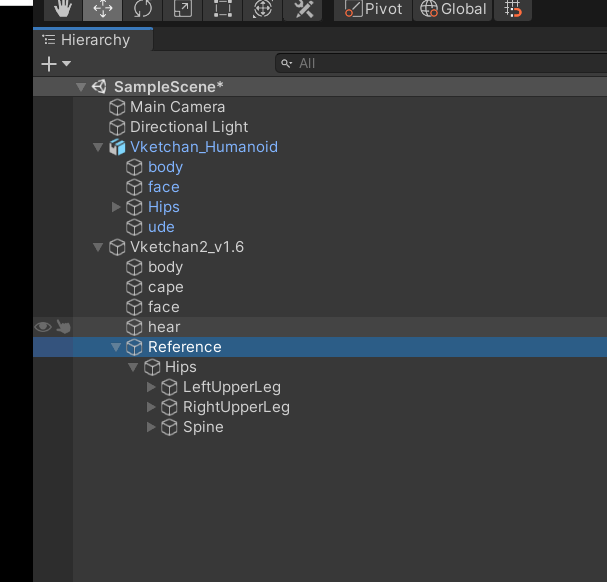 Pivot Global
Hierarchy
All
SampleScene*
Main Camera
Directional Light
Vketchan_Humanoid
body
face
Hips
ude
Vketchan2_v1.6
body
cape
face
hear
Reference
Hips
LeftUpperLeg
RightUpperLeg
Spine